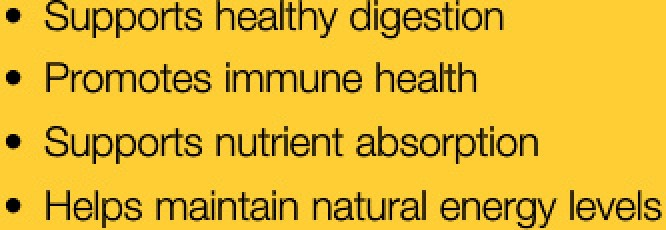 • Supports healthy digestion
• Promotes immune health
• Supports nutrient absorption
• Helps maintain natural energy levels